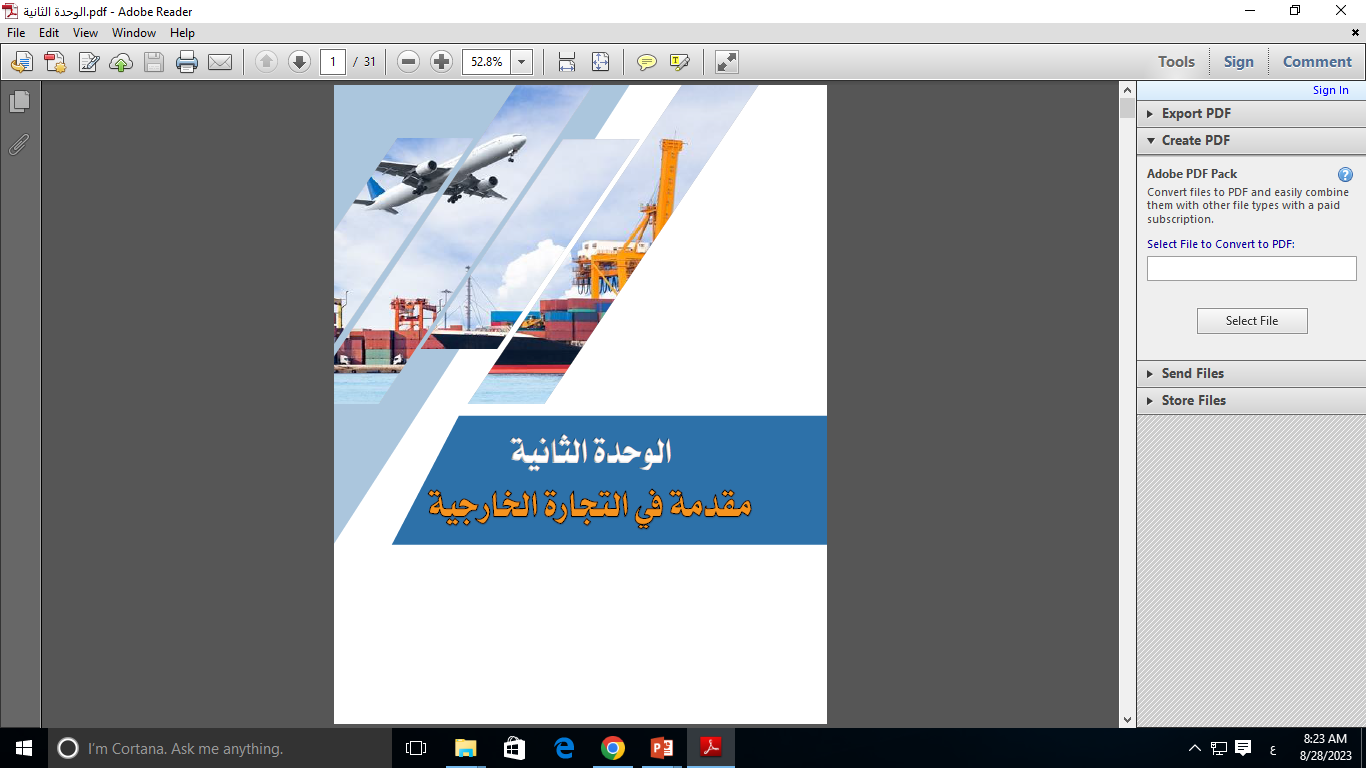 الوحدة الثانية.pdf - Adobe Reader
File Edit View Window Help
1 / 31 52.8% Tools Sign Comment
Sign In
Export PDF
Create PDF
Adobe PDF Pack
Convert files to PDF and easily combine
them with other file types with a paid
subscription.
Select File to Convert to PDF:
Select File
Send Files
Store Files
الوحدة الثانية
مقدمة في التجارة الخارجية
I'm Cortana. Ask me anything.
ع
8:23 AM
8/28/2023